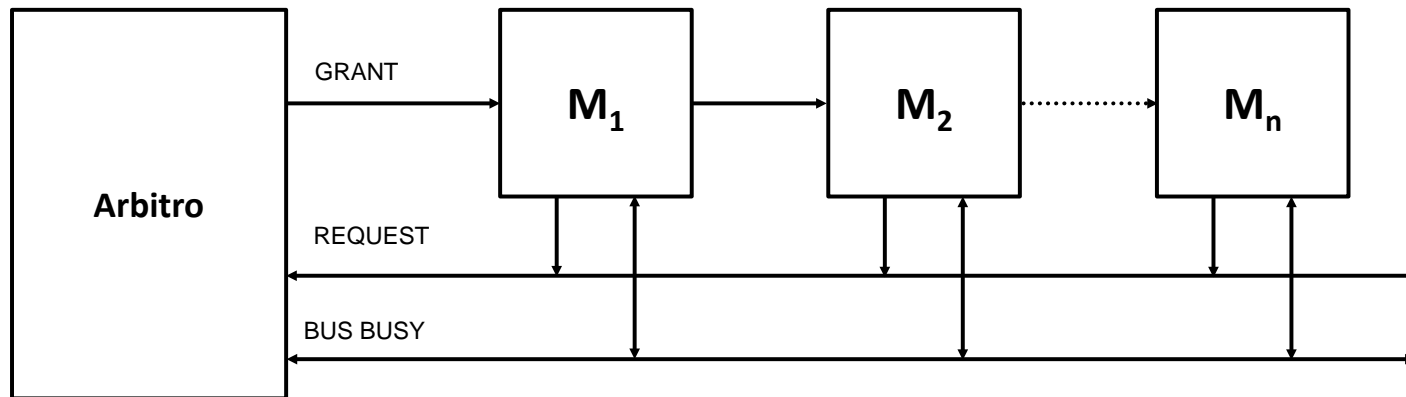 GRANT
M₁
M₂
Mₙ
Arbitro
REQUEST
BUS BUSY